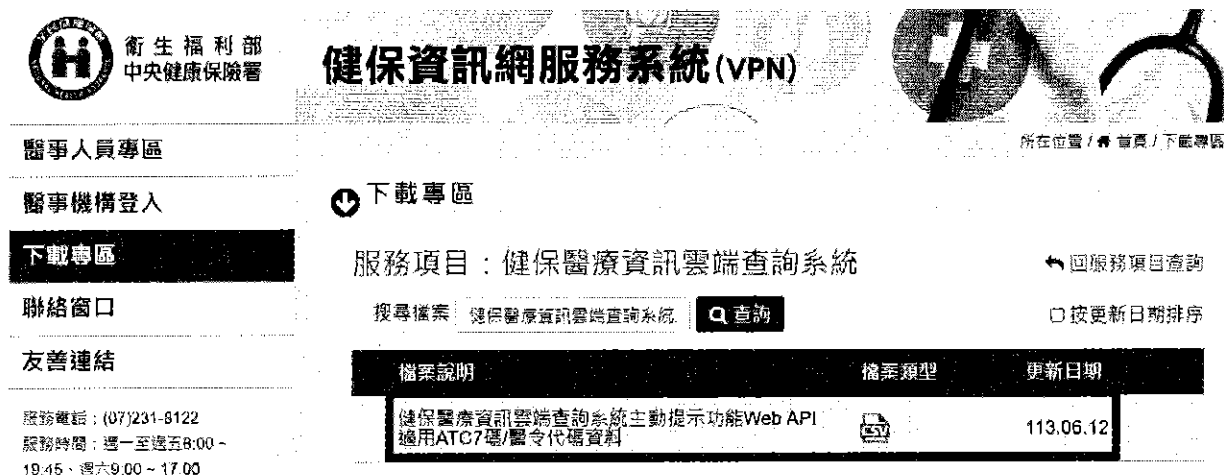 衛生福利部
中央健康保險署
健保資訊網服務系統(VPN)
所在位置 / 首頁 / 下載專區
醫事人員專區
醫事機構登入
下載專區
聯絡窗口
友善連結
服務電話：(07)231-8122
服務時間：週一至週五8:00 ~
19:45、週六9:00 ~ 17:00
下載專區
服務項目：健保醫療資訊雲端查詢系統
回服務項目查詢
搜尋檔案 健保醫療資訊雲端查詢系統 查詢
按更新日期排序
檔案說明 檔案類型 更新日期
健保醫療資訊雲端查詢系統主動提示功能Web API
適用ATC7碼/醫令代碼資料
CSV
113.06.12